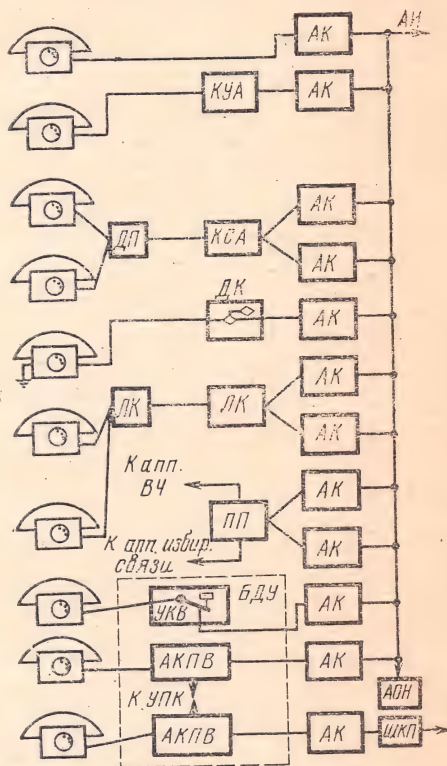 АК
АИ
КУА
АК
АК
ДП
КСА
АК
ДК
АК
ЛК
ЛК
АК
АК
К апп.
ВЧ
ПП
АК
АК
К апп. избир.
связи
БДУ
УКВ
АК
АКПВ
АК
К УПК
АОН
АКПВ
АК
ШКП